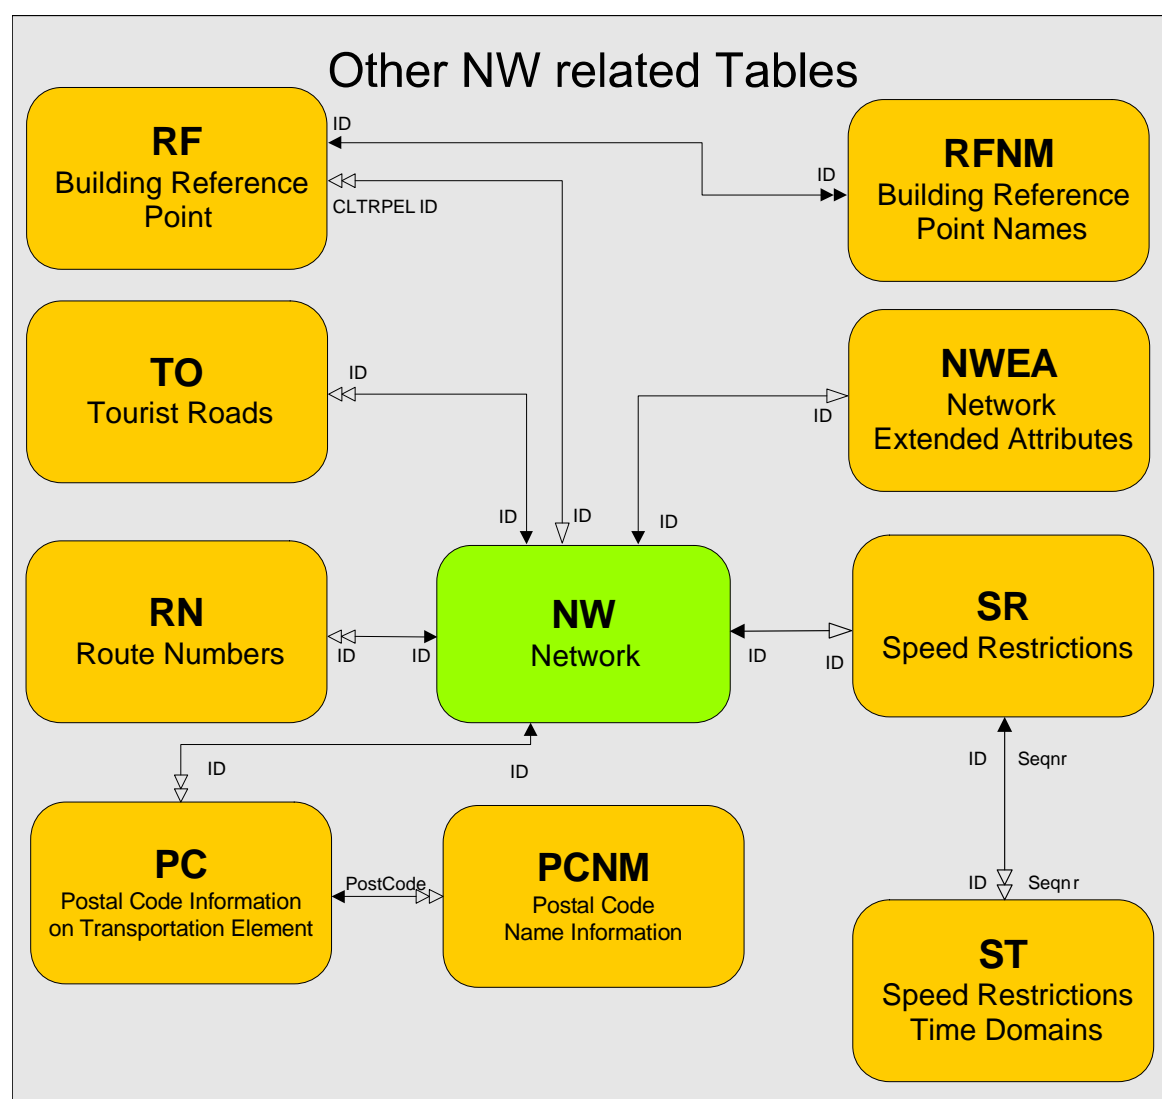 Other NW related Tables
RF
Building Reference
Point
ID
CLTRPEL ID
ID
RFNM
Building Reference
Point Names
TO
Tourist Roads
ID
NWEA
Network
Extended Attributes
ID
ID
ID
ID
RN
Route Numbers
ID
ID
NW
Network
ID
ID
SR
Speed Restrictions
ID
ID
ID Seqnr
PC
Postal Code Information
on Transportation Element
PostCode
PCNM
Postal Code
Name Information
ID Seqnr
ST
Speed Restrictions
Time Domains